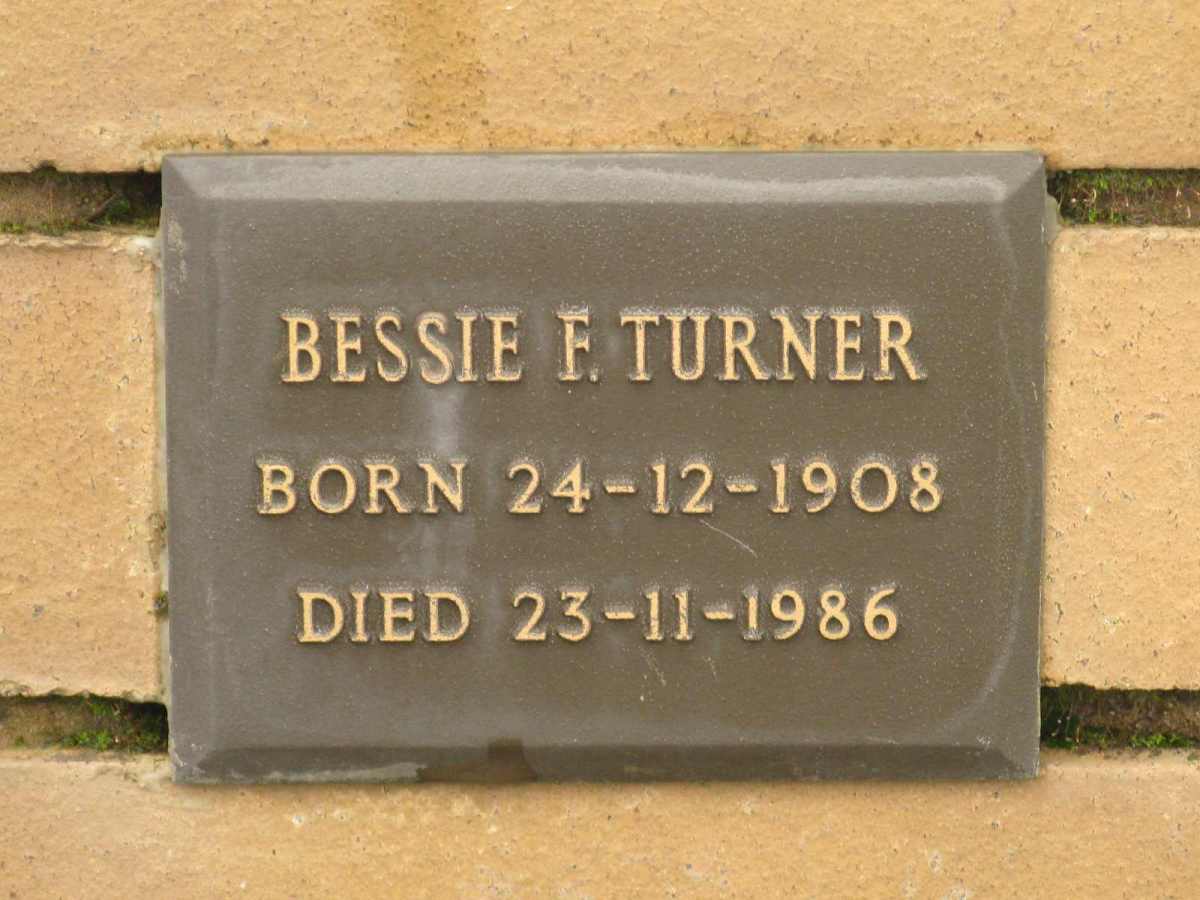 BESSIE F. TURNER
BORN 24-12-1908
DIED 23-11-1986